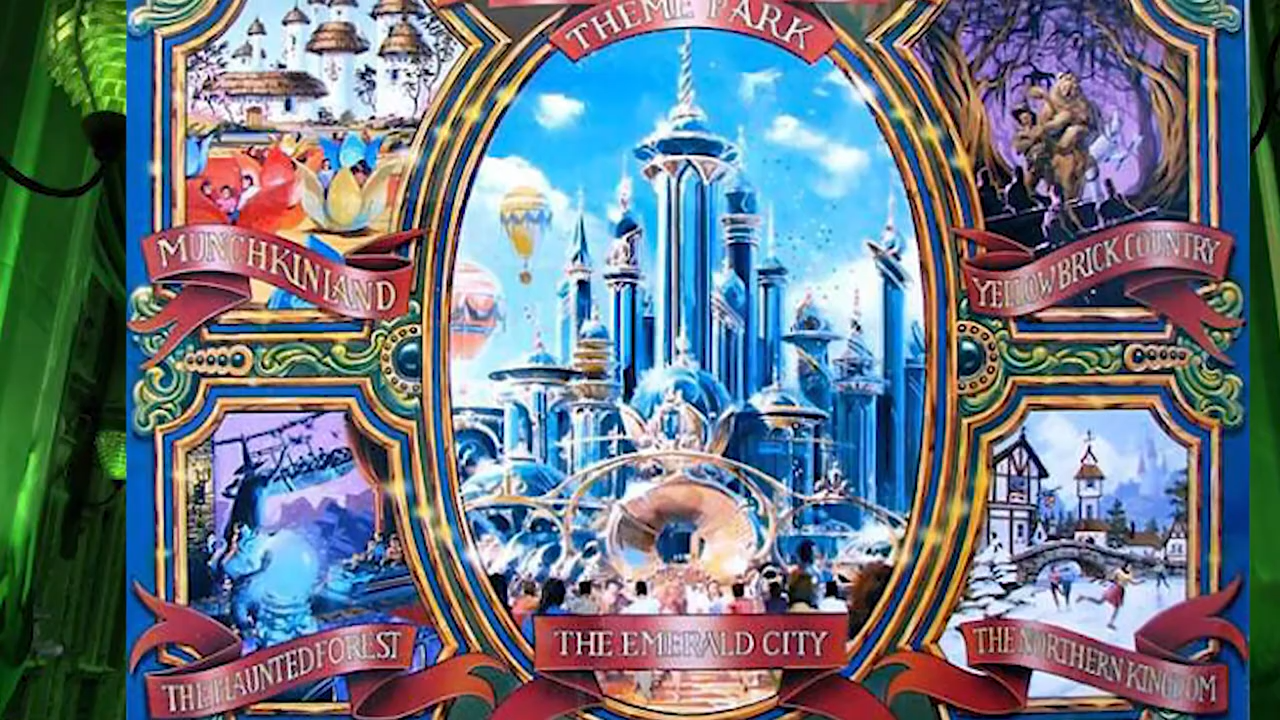 THEME PARK
MUNCHKINLAND
YELLOW BRICK COUNTRY
THE HAUNTED FOREST
THE EMERALD CITY
THE NORTHERN KINGDOM